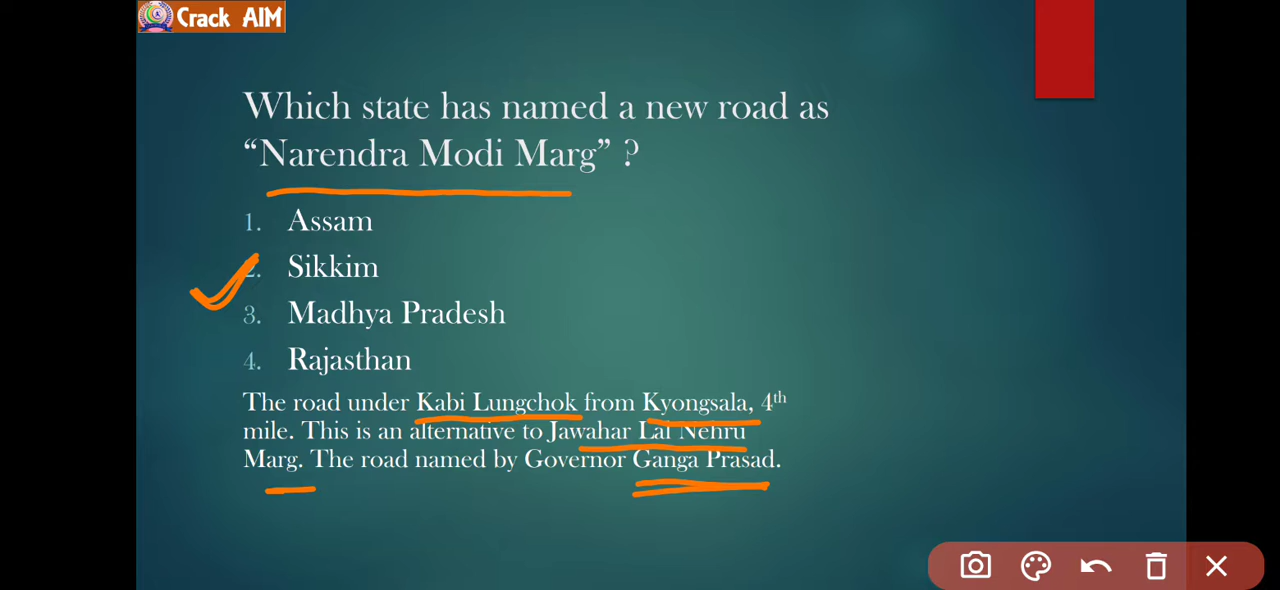 Crack AIM
Which state has named a new road as
“Narendra Modi Marg” ?
1. Assam
2. Sikkim
3. Madhya Pradesh
4. Rajasthan
The road under Kabi Lungchok from Kyongsala, 4th
mile. This is an alternative to Jawahar Lal Nehru
Marg. The road named by Governor Ganga Prasad.